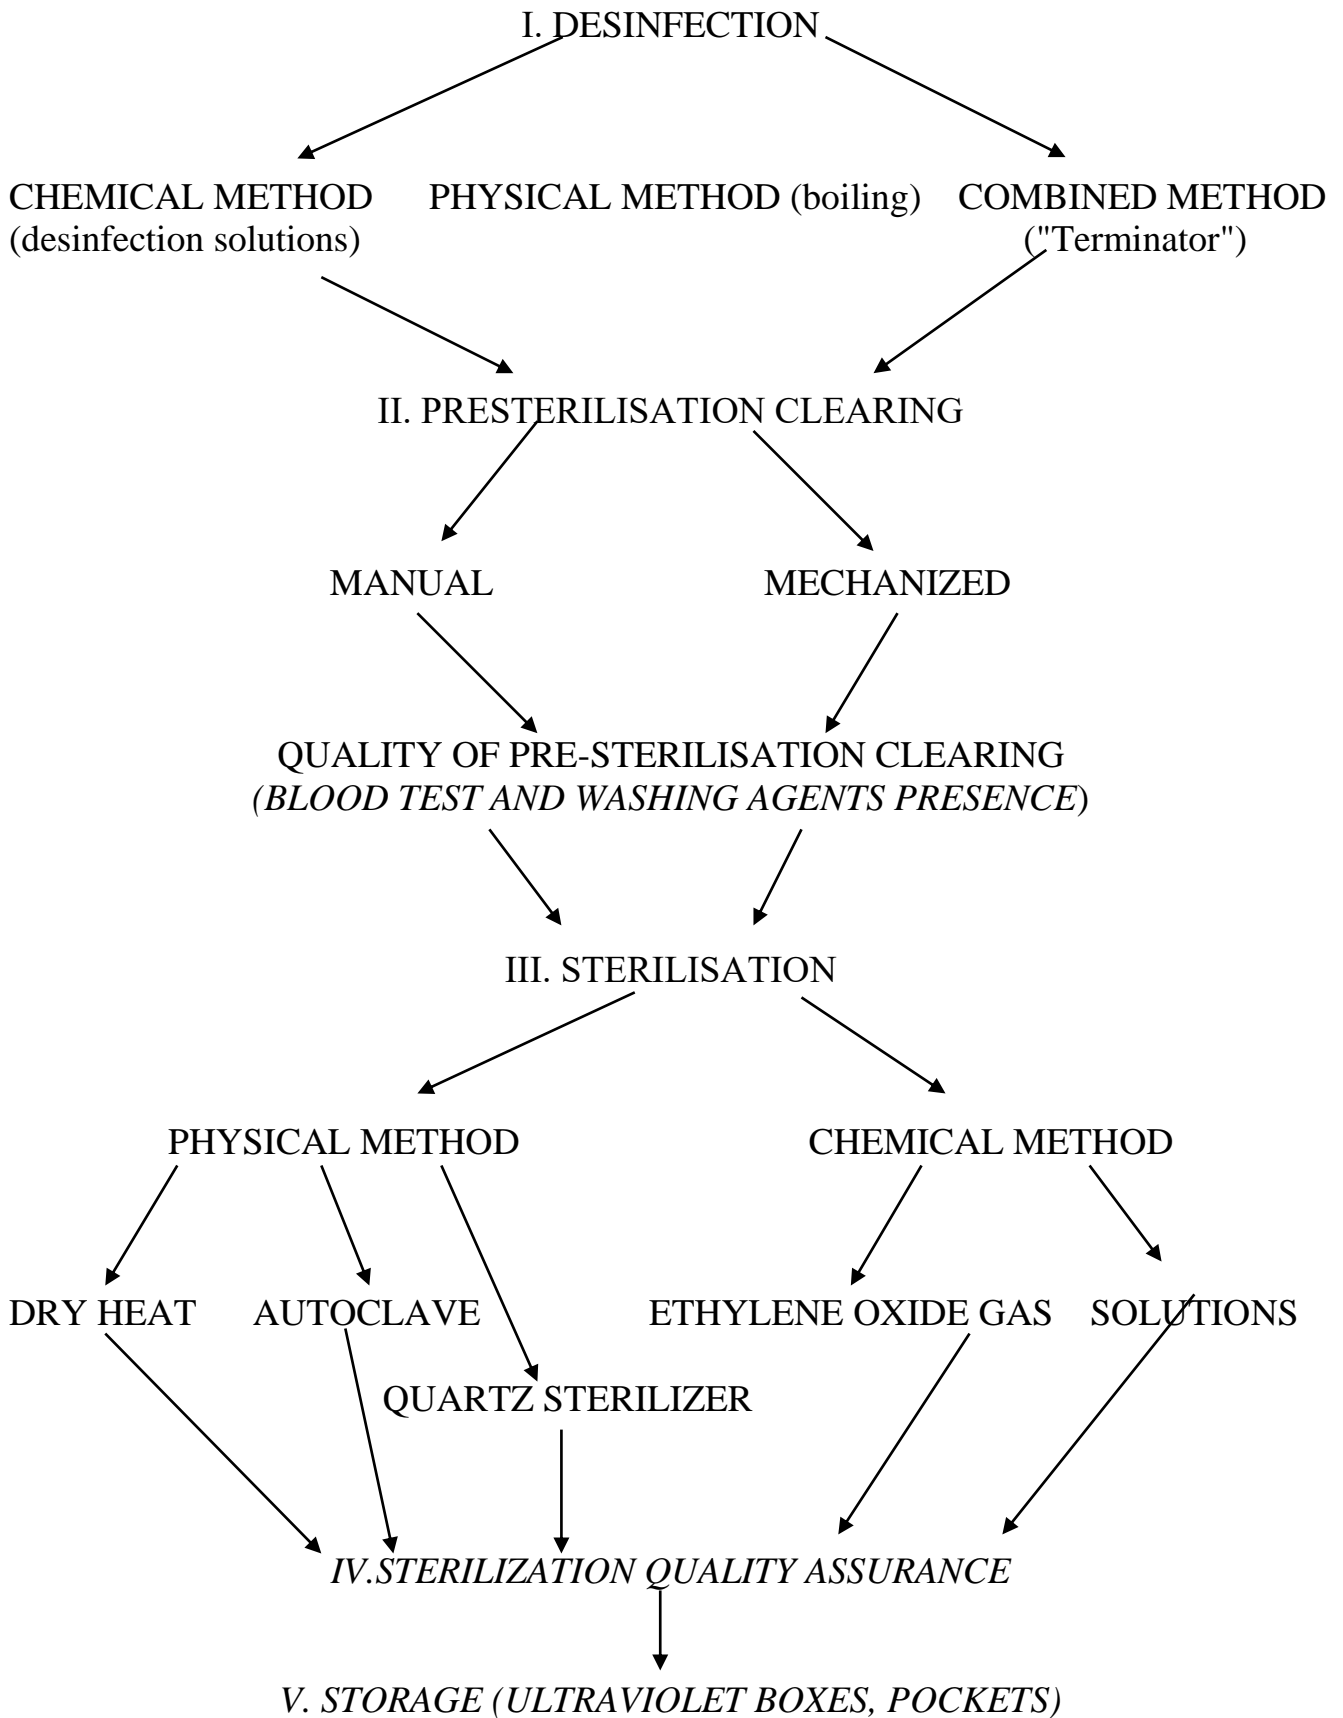 I. DESINFECTION
CHEMICAL METHOD PHYSICAL METHOD (boiling) COMBINED METHOD
(desinfection solutions) ("Terminator")
II. PRESTERILISATION CLEARING
MANUAL MECHANIZED
QUALITY OF PRE-STERILISATION CLEARING
(BLOOD TEST AND WASHING AGENTS PRESENCE)
III. STERILISATION
PHYSICAL METHOD CHEMICAL METHOD
DRY HEAT AUTOCLAVE ETHYLENE OXIDE GAS SOLUTIONS
QUARTZ STERILIZER
IV.STERILIZATION QUALITY ASSURANCE
V. STORAGE (ULTRAVIOLET BOXES, POCKETS)